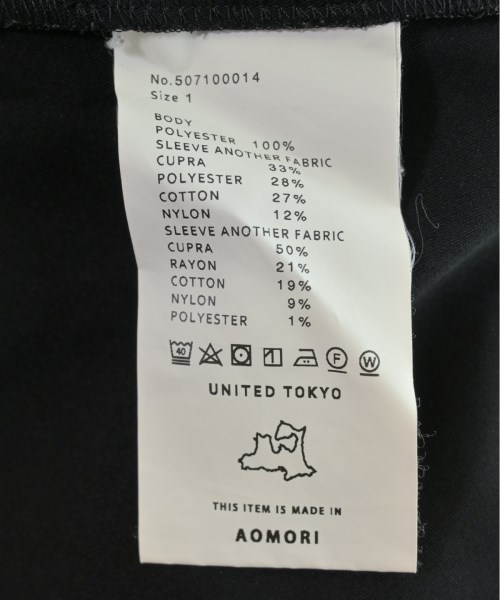 No.507100014
Size 1
BODY
POLYESTER 100%
SLEEVE ANOTHER FABRIC
CUPRA 33%
POLYESTER 28%
COTTON 27%
NYLON 12%
SLEEVE ANOTHER FABRIC
CUPRA 50%
RAYON 21%
COTTON 19%
NYLON 9%
POLYESTER 1%
40 F W
UNITED TOKYO
THIS ITEM IS MADE IN
AOMORI